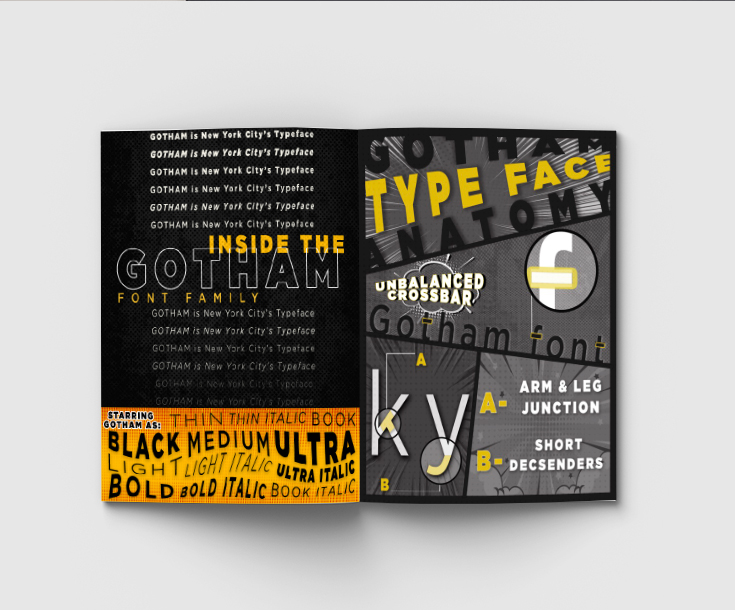 GOTHAM is New York City's Typeface
GOTHAM is New York City's Typeface
GOTHAM is New York City's Typeface
GOTHAM is New York City's Typeface
GOTHAM is New York City's Typeface
GOTHAM is New York City's Typeface
INSIDE THE
GOTHAM
FONT FAMILY
GOTHAM is New York City's Typeface
GOTHAM is New York City's Typeface
GOTHAM is New York City's Typeface
GOTHAM is New York City's Typeface
GOTHAM is New York City's Typeface
GOTHAM is New York City's Typeface
STARRING
GOTHAM AS:
THIN THIN ITALIC BOOK
BLACK MEDIUM ULTRA
LIGHT LIGHT ITALIC ULTRA ITALIC
BOLD BOLD ITALIC BOOK ITALIC
GOTHAM
TYPE FACE
ANATOMY
f
UNBALANCED
CROSSBAR
Gotham font
A
ky
B
A- ARM & LEG
JUNCTION
B- SHORT
DECSENDERS